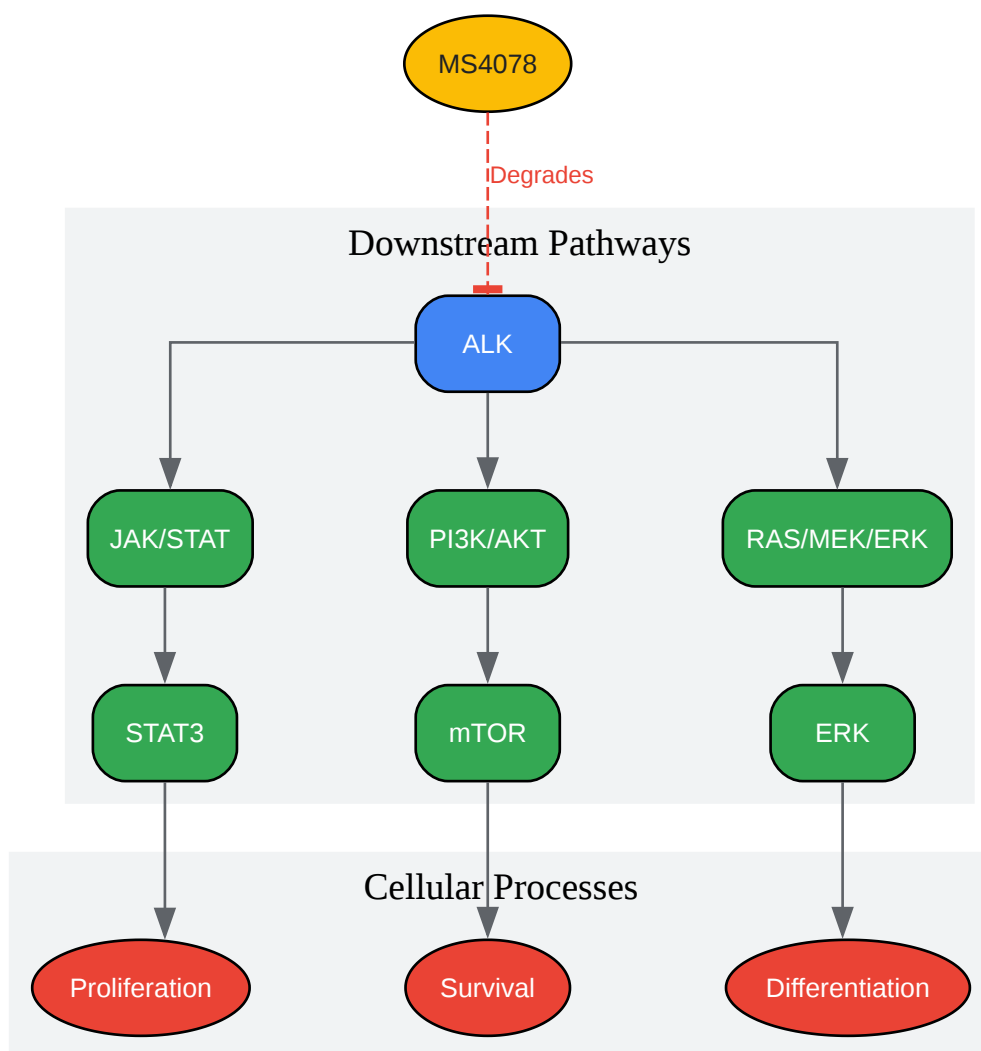 MS4078
Degrades
Downstream Pathways
ALK
JAK/STAT
PI3K/AKT
RAS/MEK/ERK
STAT3
mTOR
ERK
Cellular Processes
Proliferation
Survival
Differentiation